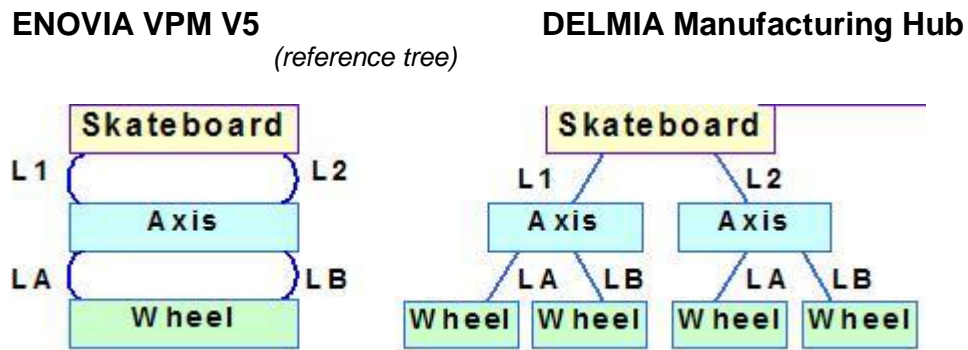 ENOVIA VPM V5 DELMIA Manufacturing Hub
(reference tree)
Skateboard Skateboard
L1 L2 L1 L2
Axis Axis Axis
LA LB LA LB LA LB
Wheel Wheel Wheel Wheel Wheel